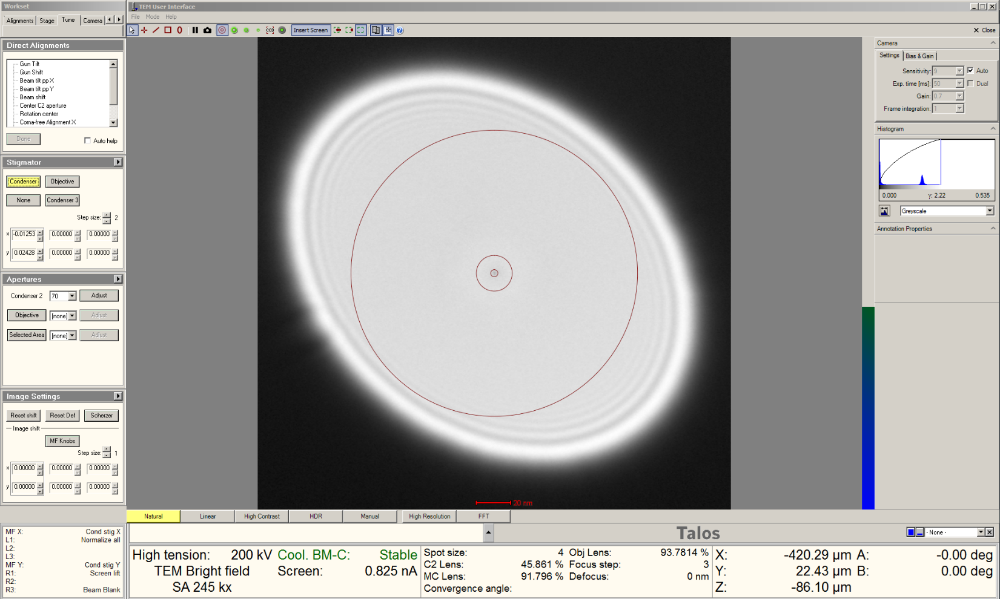 Workset
Alignments Stage Tune Camera
Direct Alignments
Gun Tilt
Gun Shift
Beam tilt pp X
Beam tilt pp Y
Beam shift
Center C2 aperture
Rotation center
Coma-free Alignment X
Done Auto help
Stigmator
Condenser Objective
None Condenser 3
Step size: 2
x -0.01253 0.00000 0.00000
y 0.02428 0.00000 0.00000
Apertures
Condenser 2 70 Adjust
Objective [none] Adjust
Selected Area [none] Adjust
Image Settings
Reset shift Reset Def Scherzer
Image shift
MF Knobs
Step size: 1
x 0.00000 0.00000 0.00000
y 0.00000 0.00000 0.00000
MF X: Cond stig X
L1: Normalize all
L2:
L3:
MF Y: Cond stig Y
R1: Screen lift
R2:
R3: Beam Blank
TEM User Interface
File Mode Help
CCD Insert Screen Close
20 nm
Camera
Settings Bias & Gain
Sensitivity: 9 Auto
Exp. time [ms]: 50 Dual
Gain: 0.7
Frame integration: 1
Histogram
0.000 γ: 2.22 0.535
Greyscale
Annotation Properties
Natural Linear High Contrast HDR Manual High Resolution FFT
Talos
- None -
High tension: 200 kV Cool. BM-C: Stable
TEM Bright field Screen: 0.825 nA
SA 245 kx
Spot size: 4 Obj Lens: 93.7814 %
C2 Lens: 45.861 % Focus step: 3
MC Lens: 91.796 % Defocus: 0 nm
Convergence angle:
X: -420.29 µm A: -0.00 deg
Y: 22.43 µm B: 0.00 deg
Z: -86.10 µm